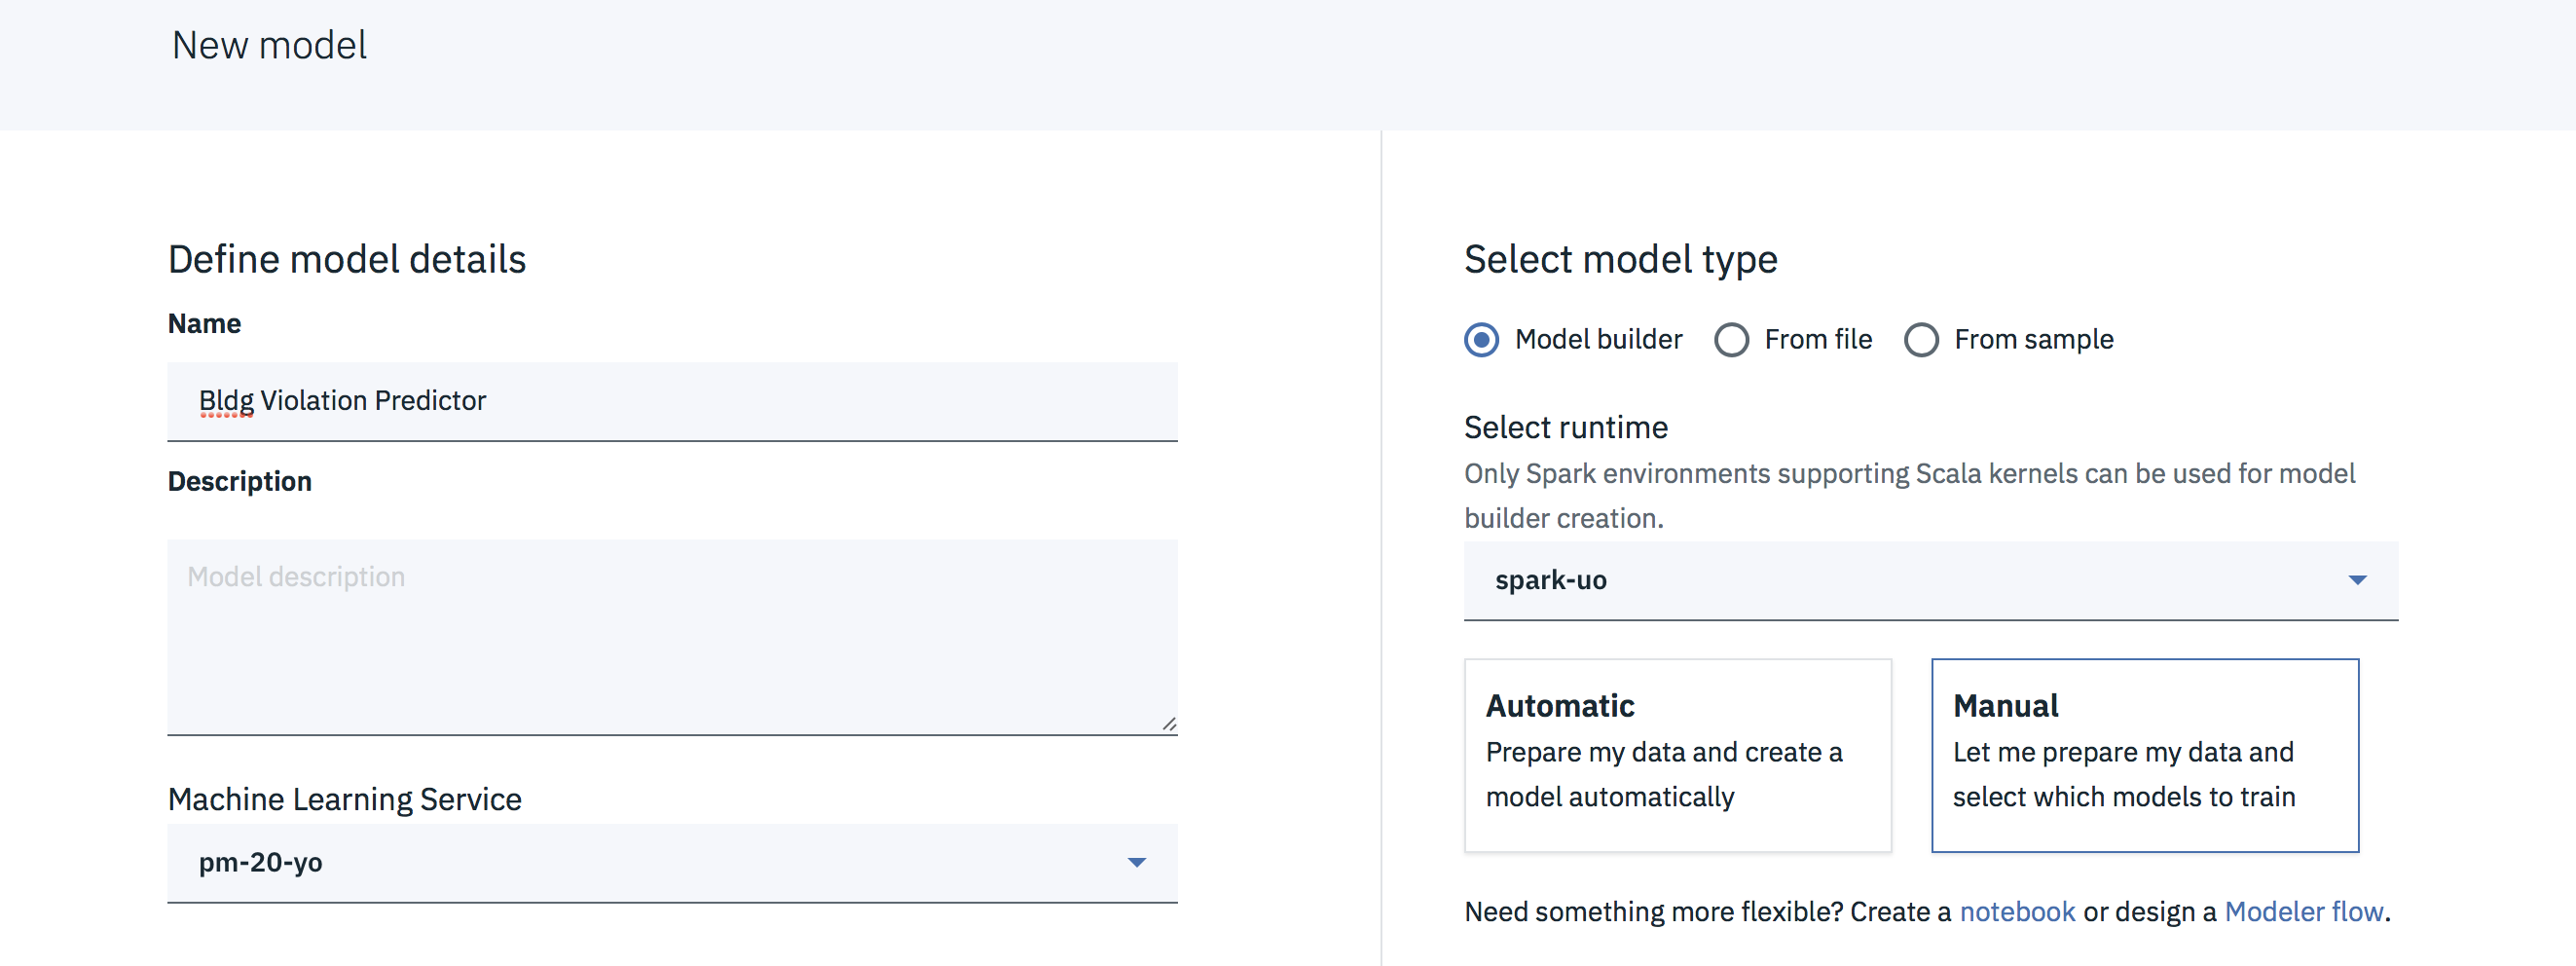 New model
Define model details
Name
Bldg Violation Predictor
Description
Model description
Machine Learning Service
pm-20-yo
Select model type
Model builder From file From sample
Select runtime
Only Spark environments supporting Scala kernels can be used for model
builder creation.
spark-uo
Automatic
Prepare my data and create a
model automatically
Manual
Let me prepare my data and
select which models to train
Need something more flexible? Create a notebook or design a Modeler flow.